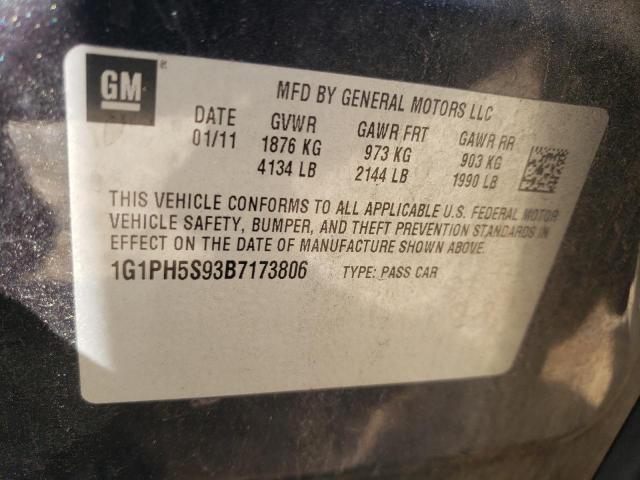 GM
MFD BY GENERAL MOTORS LLC
DATE GVWR GAWR FRT GAWR RR
01/11 1876 KG 973 KG 903 KG
4134 LB 2144 LB 1990 LB
THIS VEHICLE CONFORMS TO ALL APPLICABLE U.S. FEDERAL MOTOR
VEHICLE SAFETY, BUMPER, AND THEFT PREVENTION STANDARDS IN
EFFECT ON THE DATE OF MANUFACTURE SHOWN ABOVE.
1G1PH5S93B7173806 TYPE: PASS CAR